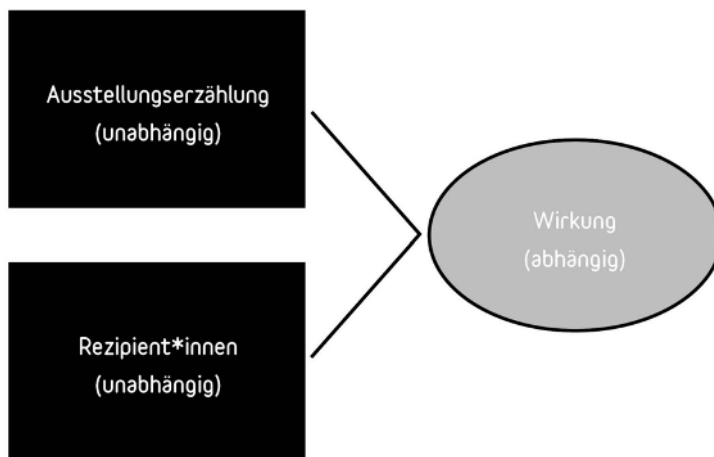 Ausstellungserzählung
(unabhängig)
Wirkung
(abhängig)
Rezipient*innen
(unabhängig)